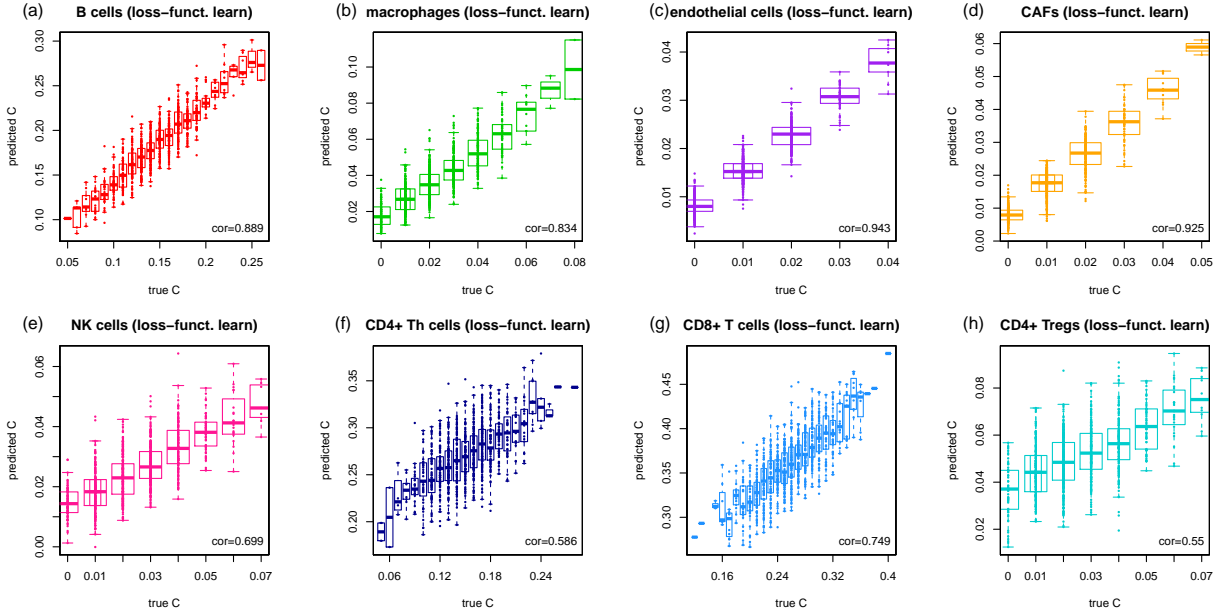 (a) B cells (loss−funct. learn)
predicted C
0.10 0.15 0.20 0.25 0.30
cor=0.889
0.05 0.1 0.15 0.2 0.25
true C
(b) macrophages (loss−funct. learn)
predicted C
0.02 0.04 0.06 0.08 0.10
cor=0.834
0 0.02 0.04 0.06 0.08
true C
(c) endothelial cells (loss−funct. learn)
predicted C
0.01 0.02 0.03 0.04
cor=0.943
0 0.01 0.02 0.03 0.04
true C
(d) CAFs (loss−funct. learn)
predicted C
0.00 0.01 0.02 0.03 0.04 0.05 0.06
cor=0.925
0 0.01 0.02 0.03 0.04 0.05
true C
(e) NK cells (loss−funct. learn)
predicted C
0.00 0.02 0.04 0.06
cor=0.699
0 0.01 0.03 0.05 0.07
true C
(f) CD4+ Th cells (loss−funct. learn)
predicted C
0.20 0.25 0.30 0.35
cor=0.586
0.06 0.12 0.18 0.24
true C
(g) CD8+ T cells (loss−funct. learn)
predicted C
0.30 0.35 0.40 0.45
cor=0.749
0.16 0.24 0.32 0.4
true C
(h) CD4+ Tregs (loss−funct. learn)
predicted C
0.02 0.04 0.06 0.08
cor=0.55
0 0.01 0.03 0.05 0.07
true C